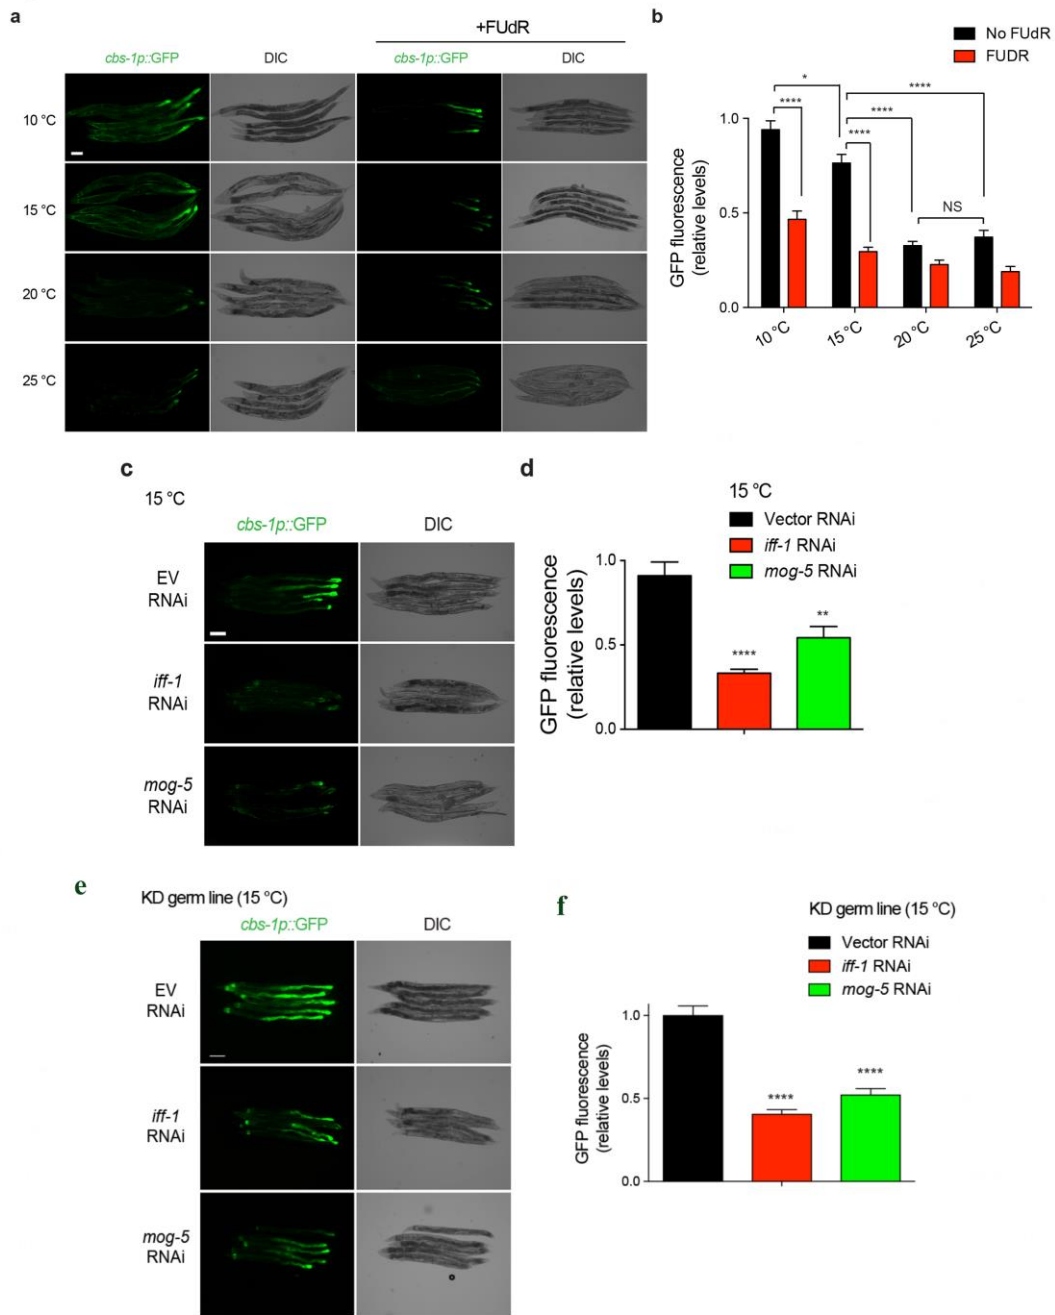 a
+FUdR
cbs-1p::GFP DIC cbs-1p::GFP DIC
10 °C
15 °C
20 °C
25 °C
b
No FUdR
FUDR
GFP fluorescence
(relative levels)
1.0
0.5
0.0
*
****
****
****
****
NS
10 °C 15 °C 20 °C 25 °C
c
15 °C
cbs-1p::GFP DIC
EV
RNAi
iff-1
RNAi
mog-5
RNAi
d
15 °C
Vector RNAi
iff-1 RNAi
mog-5 RNAi
GFP fluorescence
(relative levels)
1.0
0.5
0.0
****
**
e
KD germ line (15 °C)
cbs-1p::GFP DIC
EV
RNAi
iff-1
RNAi
mog-5
RNAi
f
KD germ line (15 °C)
Vector RNAi
iff-1 RNAi
mog-5 RNAi
GFP fluorescence
(relative levels)
1.0
0.5
0.0
****
****